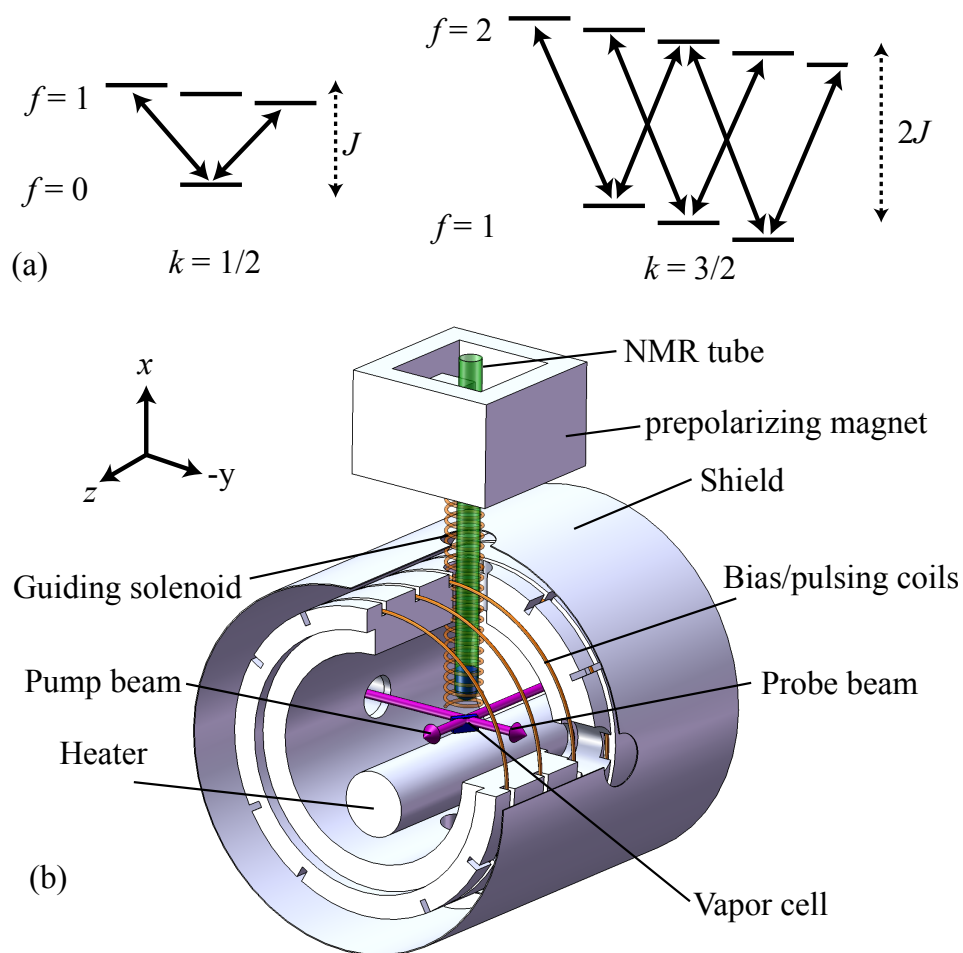 f = 1
f = 0
J
k = 1/2
f = 2
f = 1
2J
k = 3/2
(a)
x
z
-y
NMR tube
prepolarizing magnet
Shield
Guiding solenoid
Bias/pulsing coils
Pump beam
Probe beam
Heater
Vapor cell
(b)